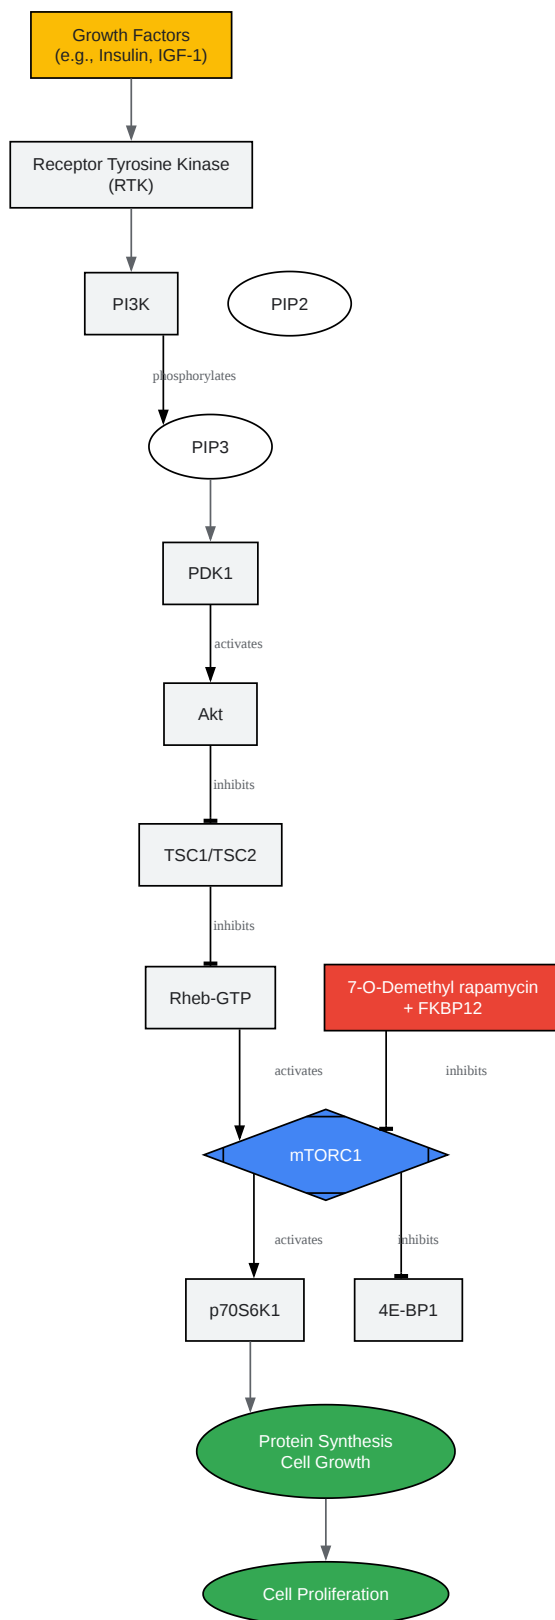 Growth Factors
(e.g., Insulin, IGF-1)
Receptor Tyrosine Kinase
(RTK)
PI3K
PIP2
phosphorylates
PIP3
PDK1
activates
Akt
inhibits
TSC1/TSC2
inhibits
Rheb-GTP
7-O-Demethyl rapamycin
+ FKBP12
activates
inhibits
mTORC1
activates
inhibits
p70S6K1
4E-BP1
Protein Synthesis
Cell Growth
Cell Proliferation